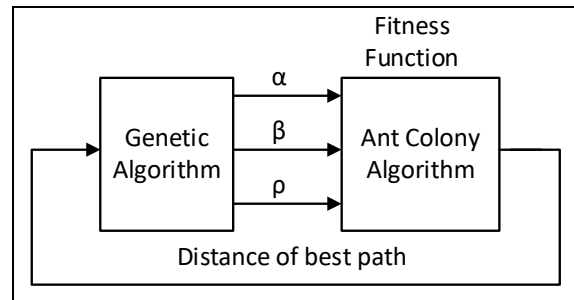 Fitness
Function
α
Genetic
Algorithm
β
Ant Colony
Algorithm
ρ
Distance of best path